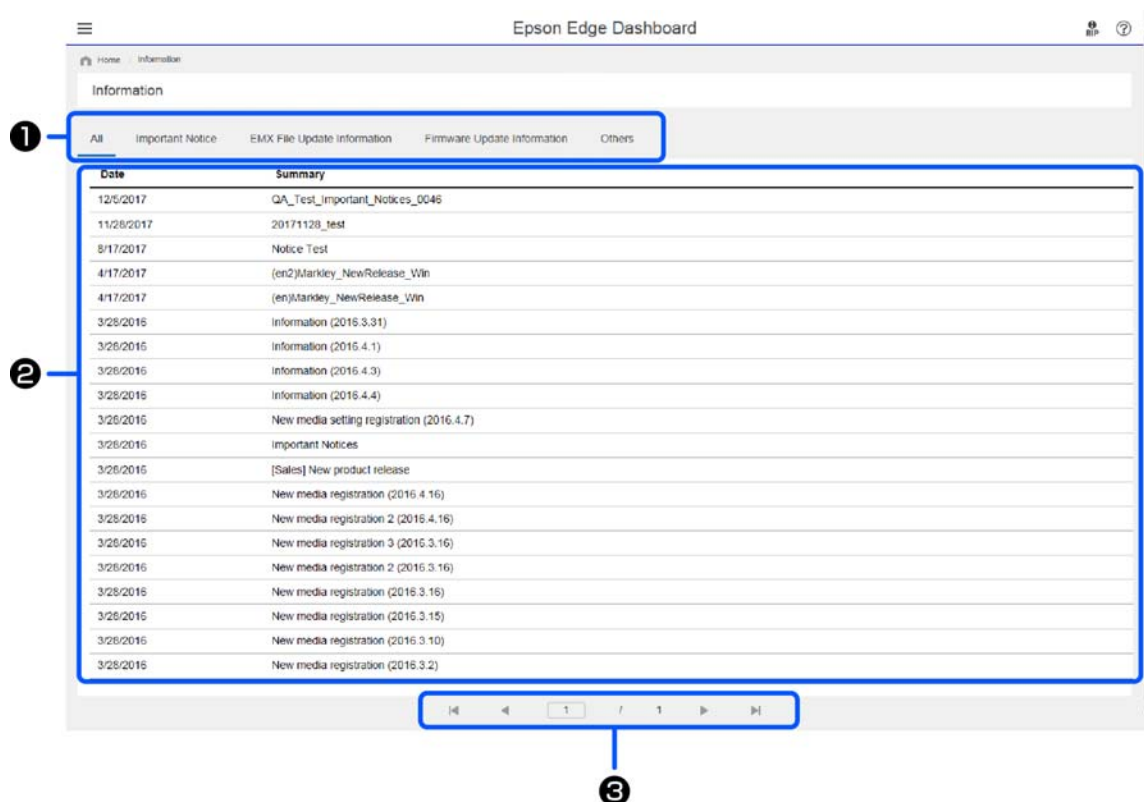 Epson Edge Dashboard
RIP
Home Information
Information
1
All Important Notice EMX File Update Information Firmware Update Information Others
Date Summary
12/5/2017 QA_Test_Important_Notices_0046
11/28/2017 20171128_test
8/17/2017 Notice Test
4/17/2017 (en2)Markley_NewRelease_Win
4/17/2017 (en)Markley_NewRelease_Win
3/28/2016 Information (2016.3.31)
3/28/2016 Information (2016.4.1)
3/28/2016 Information (2016.4.3)
2
3/28/2016 Information (2016.4.4)
3/28/2016 New media setting registration (2016.4.7)
3/28/2016 Important Notices
3/28/2016 [Sales] New product release
3/28/2016 New media registration (2016.4.16)
3/28/2016 New media registration 2 (2016.4.16)
3/28/2016 New media registration 3 (2016.3.16)
3/28/2016 New media registration 2 (2016.3.16)
3/28/2016 New media registration (2016.3.16)
3/28/2016 New media registration (2016.3.15)
3/28/2016 New media registration (2016.3.10)
3/28/2016 New media registration (2016.3.2)
1 / 1
3